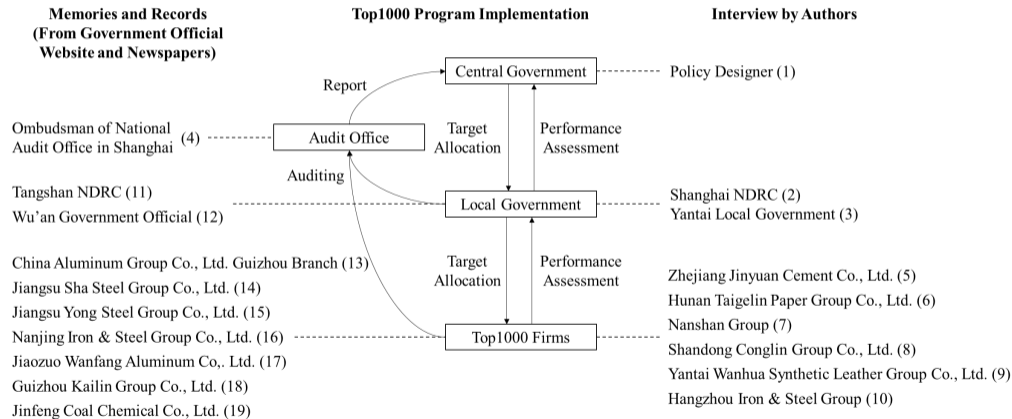 Memories and Records
(From Government Official
Website and Newspapers)
Top1000 Program Implementation
Interview by Authors
Central Government
Policy Designer (1)
Report
Ombudsman of National
Audit Office in Shanghai
(4)
Audit Office
Target
Allocation
Performance
Assessment
Auditing
Tangshan NDRC (11)
Wu’an Government Official (12)
Local Government
Shanghai NDRC (2)
Yantai Local Government (3)
China Aluminum Group Co., Ltd. Guizhou Branch (13)
Jiangsu Sha Steel Group Co., Ltd. (14)
Jiangsu Yong Steel Group Co., Ltd. (15)
Nanjing Iron & Steel Group Co., Ltd. (16)
Jiaozuo Wanfang Aluminum Co,. Ltd. (17)
Guizhou Kailin Group Co., Ltd. (18)
Jinfeng Coal Chemical Co., Ltd. (19)
Target
Allocation
Performance
Assessment
Top1000 Firms
Zhejiang Jinyuan Cement Co., Ltd. (5)
Hunan Taigelin Paper Group Co., Ltd. (6)
Nanshan Group (7)
Shandong Conglin Group Co., Ltd. (8)
Yantai Wanhua Synthetic Leather Group Co., Ltd. (9)
Hangzhou Iron & Steel Group (10)